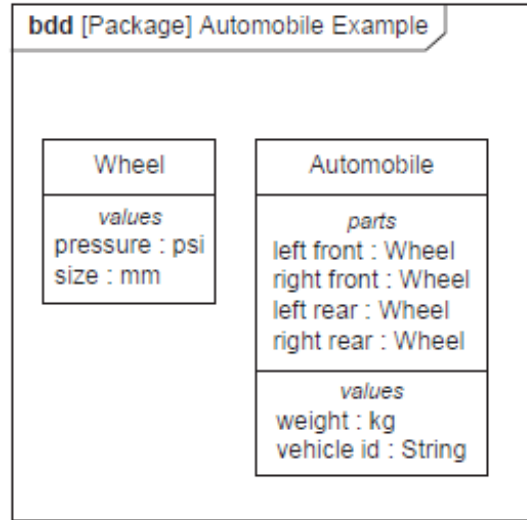 bdd [Package] Automobile Example
Wheel
values
pressure : psi
size : mm
Automobile
parts
left front : Wheel
right front : Wheel
left rear : Wheel
right rear : Wheel
values
weight : kg
vehicle id : String